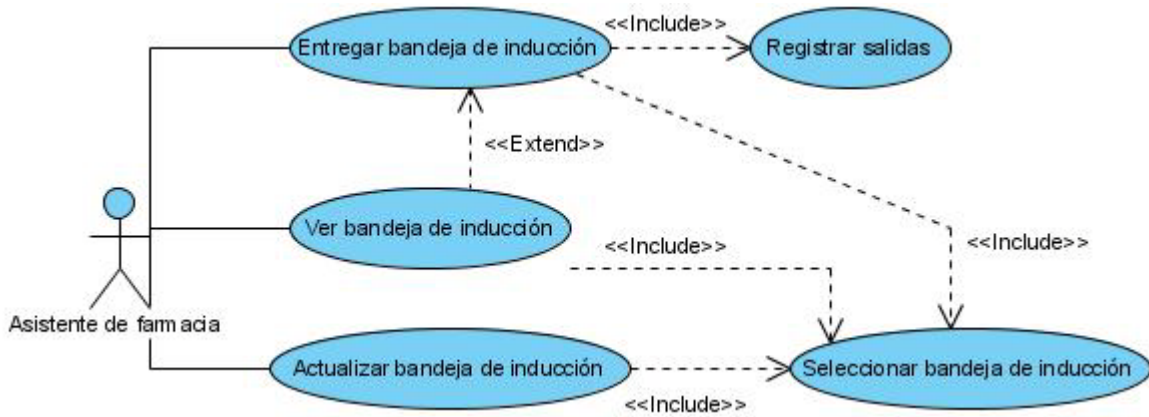 <<Include>>
Entregar bandeja de inducción
Registrar salidas
<<Extend>>
Ver bandeja de inducción
<<Include>>
<<Include>>
Asistente de farmacia
Actualizar bandeja de inducción
Seleccionar bandeja de inducción
<<Include>>